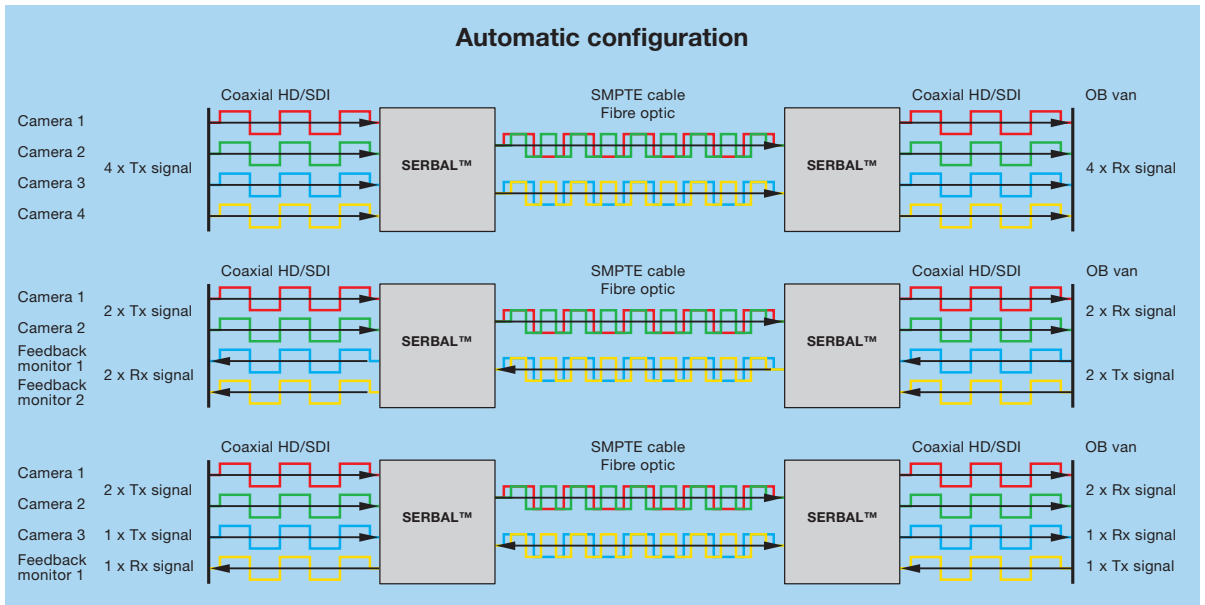 Automatic configuration
Coaxial HD/SDI
SMPTE cable
Fibre optic
Coaxial HD/SDI
OB van
Camera 1
Camera 2
4 x Tx signal
Camera 3
Camera 4
SERBAL™
SERBAL™
4 x Rx signal
Coaxial HD/SDI
SMPTE cable
Fibre optic
Coaxial HD/SDI
OB van
Camera 1
2 x Tx signal
Camera 2
Feedback
monitor 1
2 x Rx signal
Feedback
monitor 2
SERBAL™
SERBAL™
2 x Rx signal
2 x Tx signal
Coaxial HD/SDI
SMPTE cable
Fibre optic
Coaxial HD/SDI
OB van
Camera 1
2 x Tx signal
Camera 2
Camera 3
1 x Tx signal
Feedback
monitor 1
1 x Rx signal
SERBAL™
SERBAL™
2 x Rx signal
1 x Rx signal
1 x Tx signal